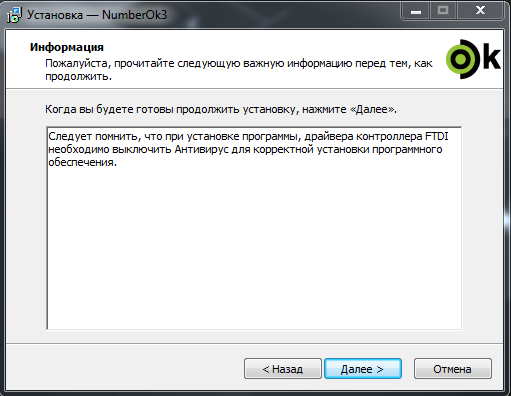 Установка — NumberOk3
Информация
Пожалуйста, прочитайте следующую важную информацию перед тем, как
продолжить.
Ok
Когда вы будете готовы продолжить установку, нажмите «Далее».
Следует помнить, что при установке программы, драйвера контроллера FTDI
необходимо выключить Антивирус для корректной установки программного
обеспечения.
< Назад
Далее >
Отмена